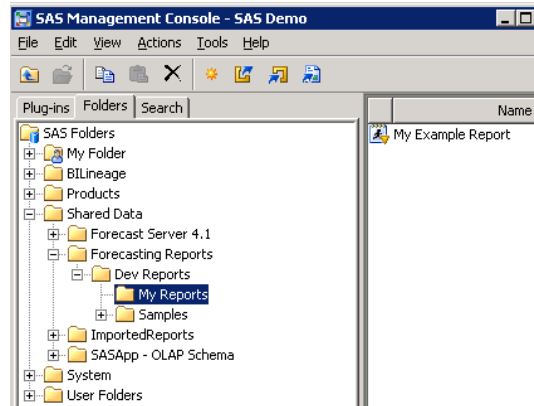 SAS Management Console - SAS Demo
File Edit View Actions Tools Help
Plug-ins Folders Search
Name
SAS Folders
My Example Report
My Folder
BILineage
Products
Shared Data
Forecast Server 4.1
Forecasting Reports
Dev Reports
My Reports
Samples
ImportedReports
SASApp - OLAP Schema
System
User Folders